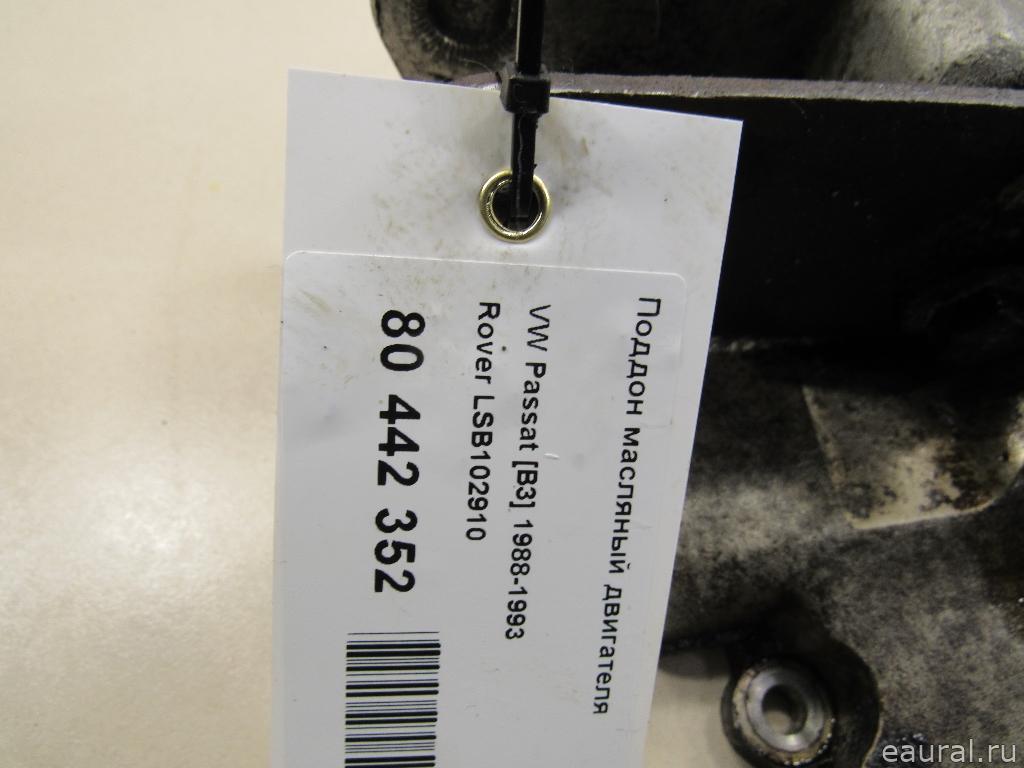 Поддон масляный двигателя
VW Passat [B3] 1988-1993
Rover LSB102910
80 442 352
eaural.ru